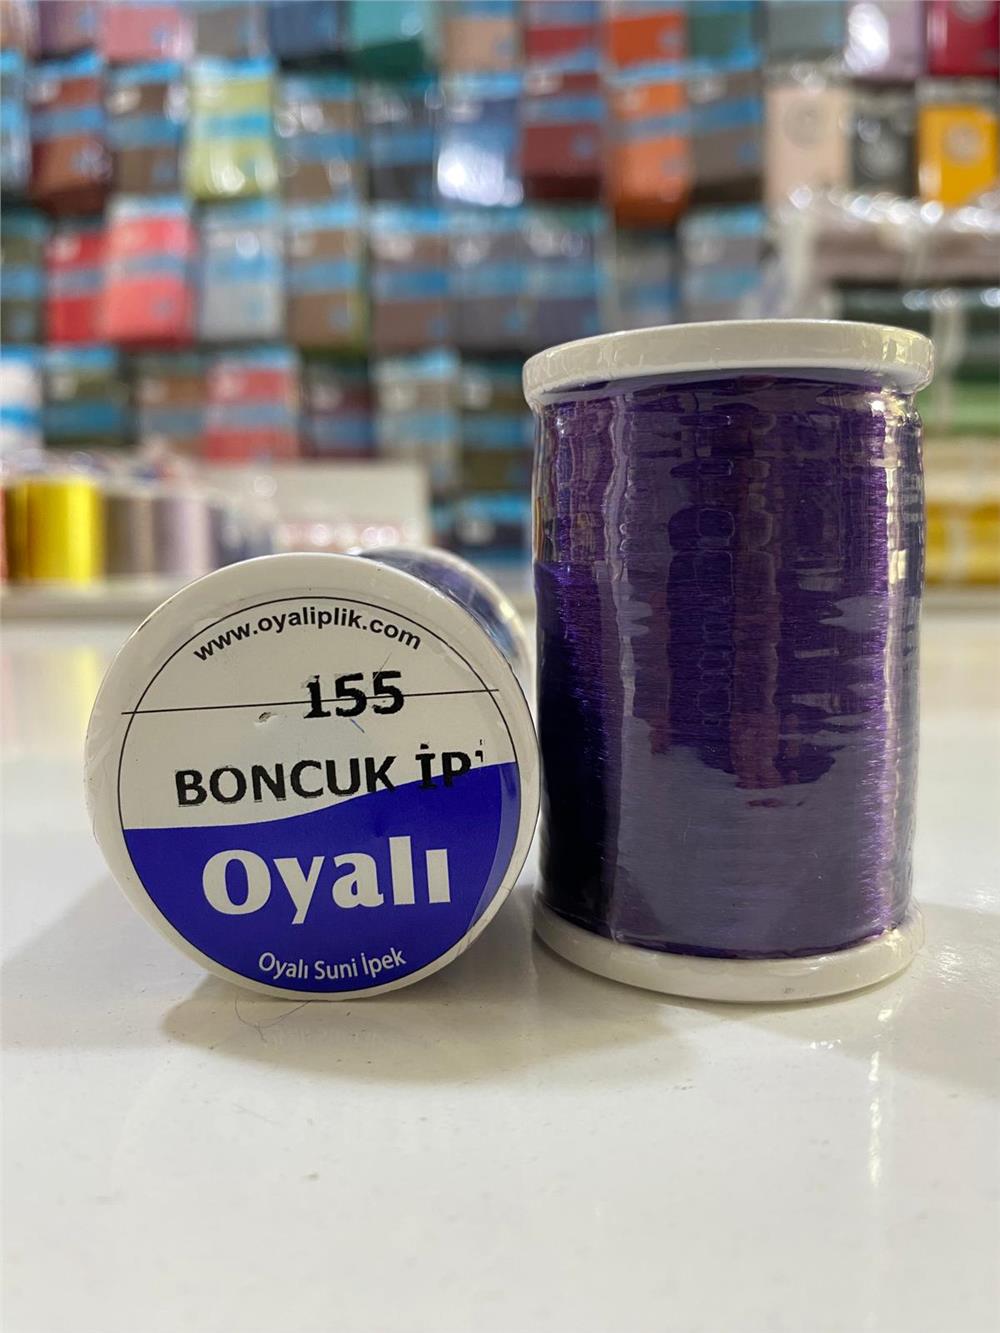 www.oyaliplik.com
155
BONCUK İP
Oyalı
Oyalı Suni İpek